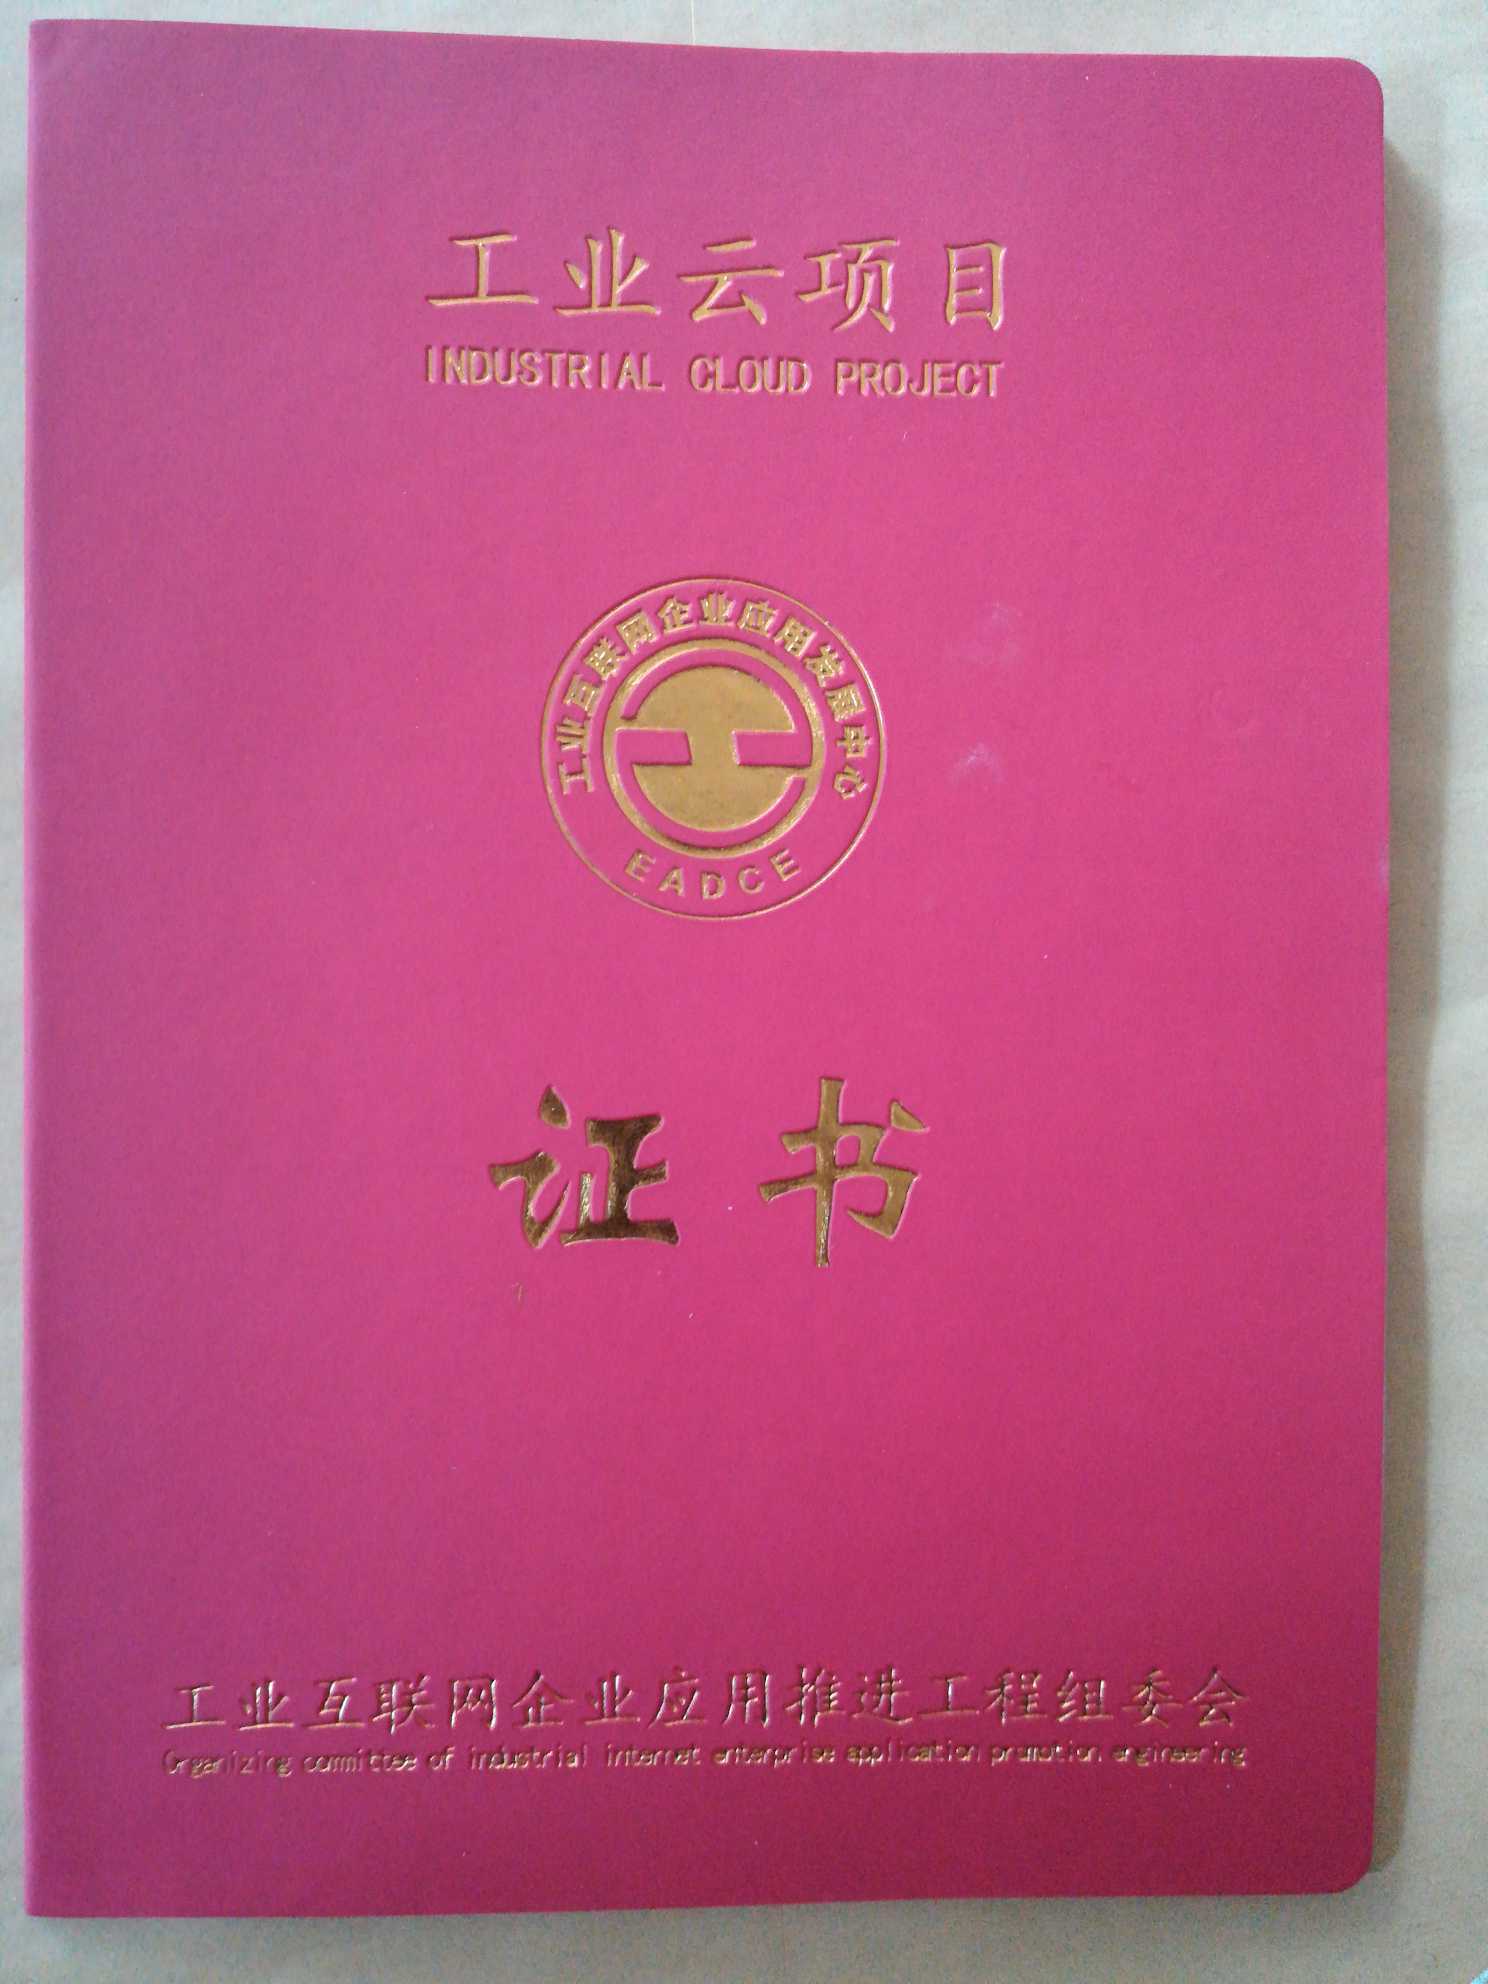 工业云项目
INDUSTRIAL CLOUD PROJECT
工业互联网企业应用发展中心
EADCE
证书
工业互联网企业应用推进工程组委会
Organizing committee of industrial internet enterprise application promotion engineering